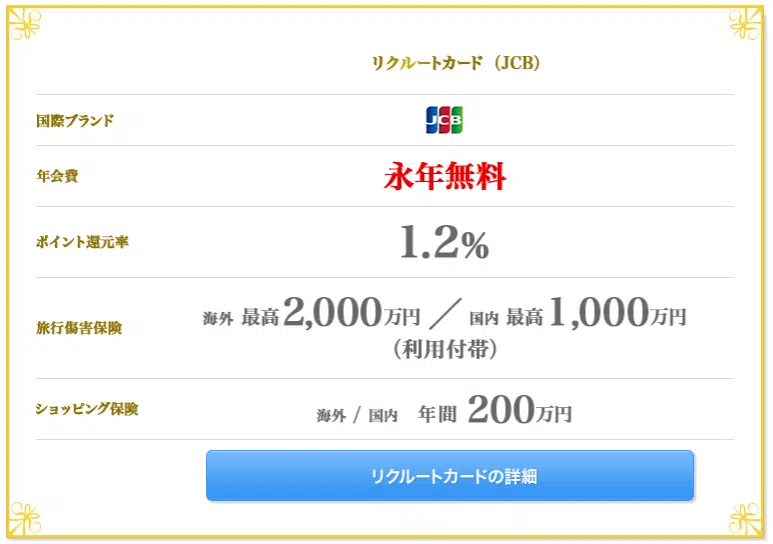 リクルートカード（JCB）
国際ブランド JCB
年会費 永年無料
ポイント還元率 1.2%
旅行傷害保険 海外 最高2,000万円 ／ 国内 最高1,000万円
（利用付帯）
ショッピング保険 海外 / 国内 年間 200万円
リクルートカードの詳細